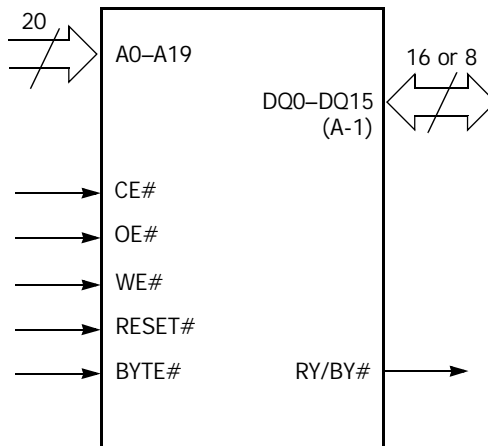 20
A0–A19
16 or 8
DQ0–DQ15
(A-1)
CE#
OE#
WE#
RESET#
BYTE#
RY/BY#